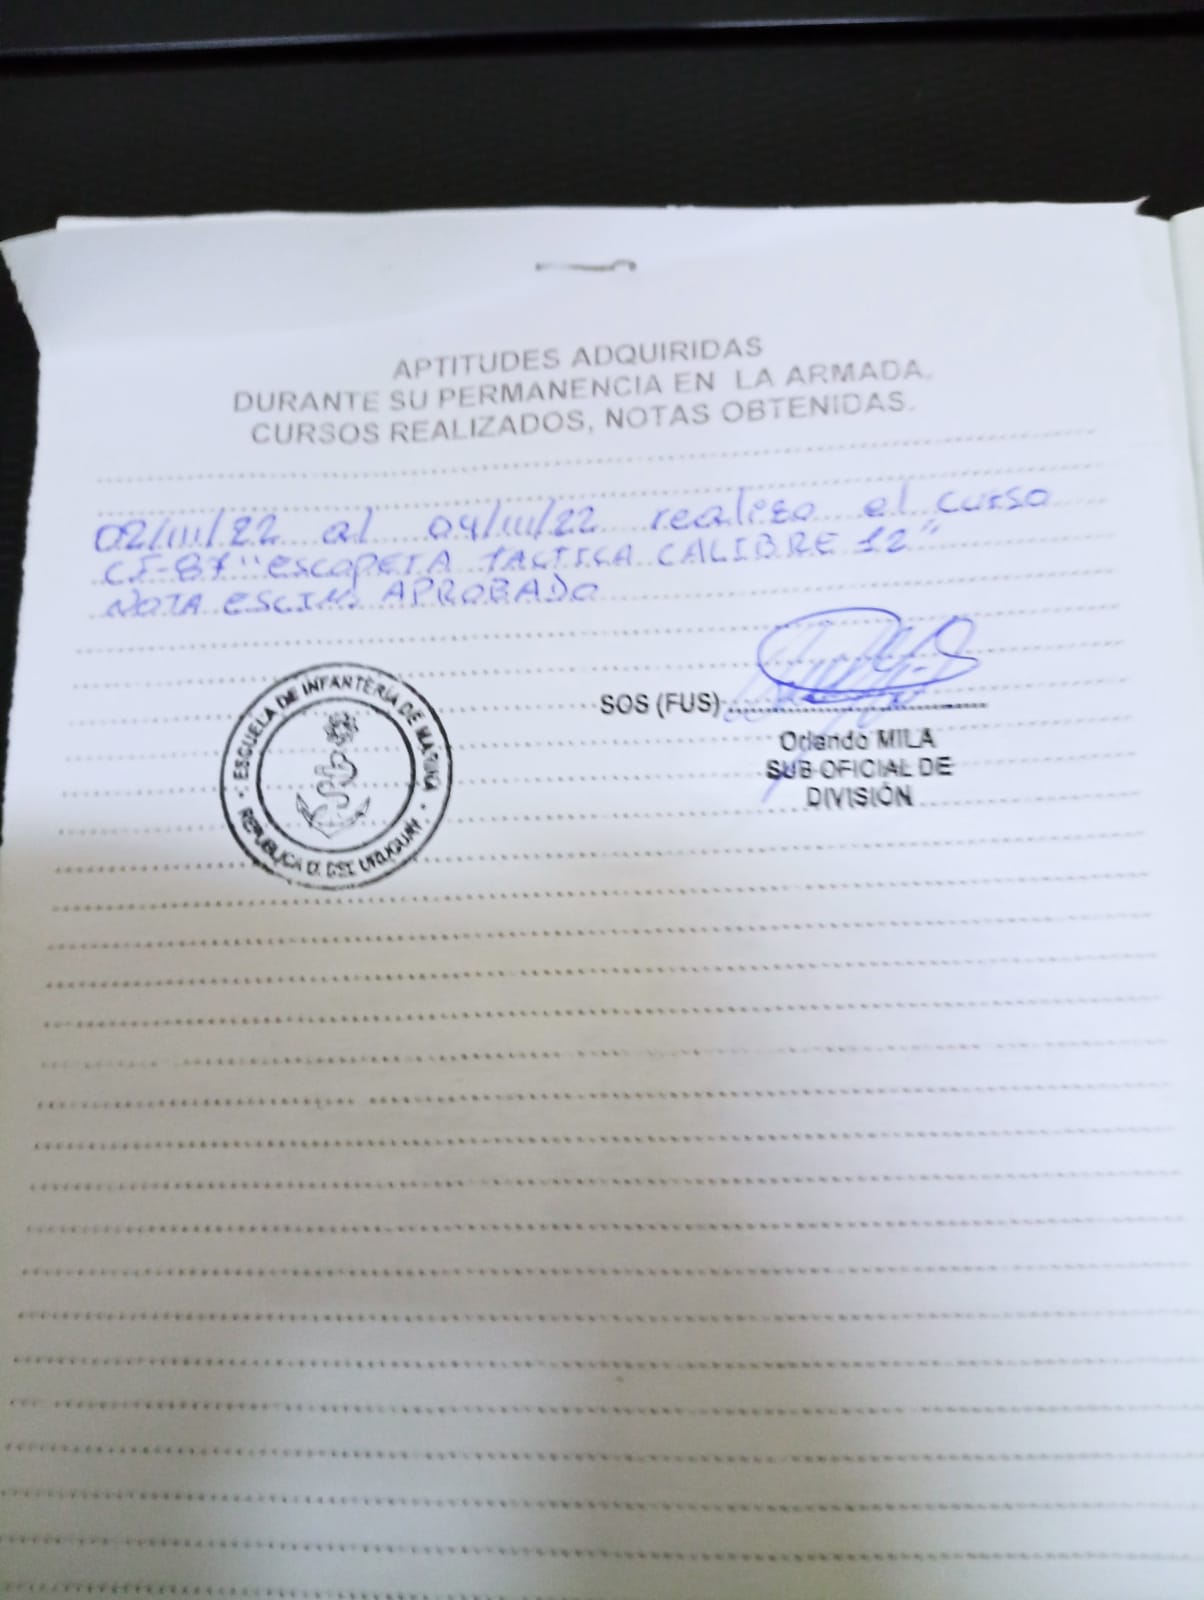 APTITUDES ADQUIRIDAS
DURANTE SU PERMANENCIA EN LA ARMADA.
CURSOS REALIZADOS, NOTAS OBTENIDAS.
02/III/22 al 04/III/22 realizo el curso
"escopeta tactica CALIBRE 12"
NOTA ESCIM APROBADO
SOS (FUS)
Orlando MILA
SUB OFICIAL DE
DIVISIÓN
ESCUELA DE INFANTERÍA DE MARINA
REPUBLICA O. DEL URUGUAY